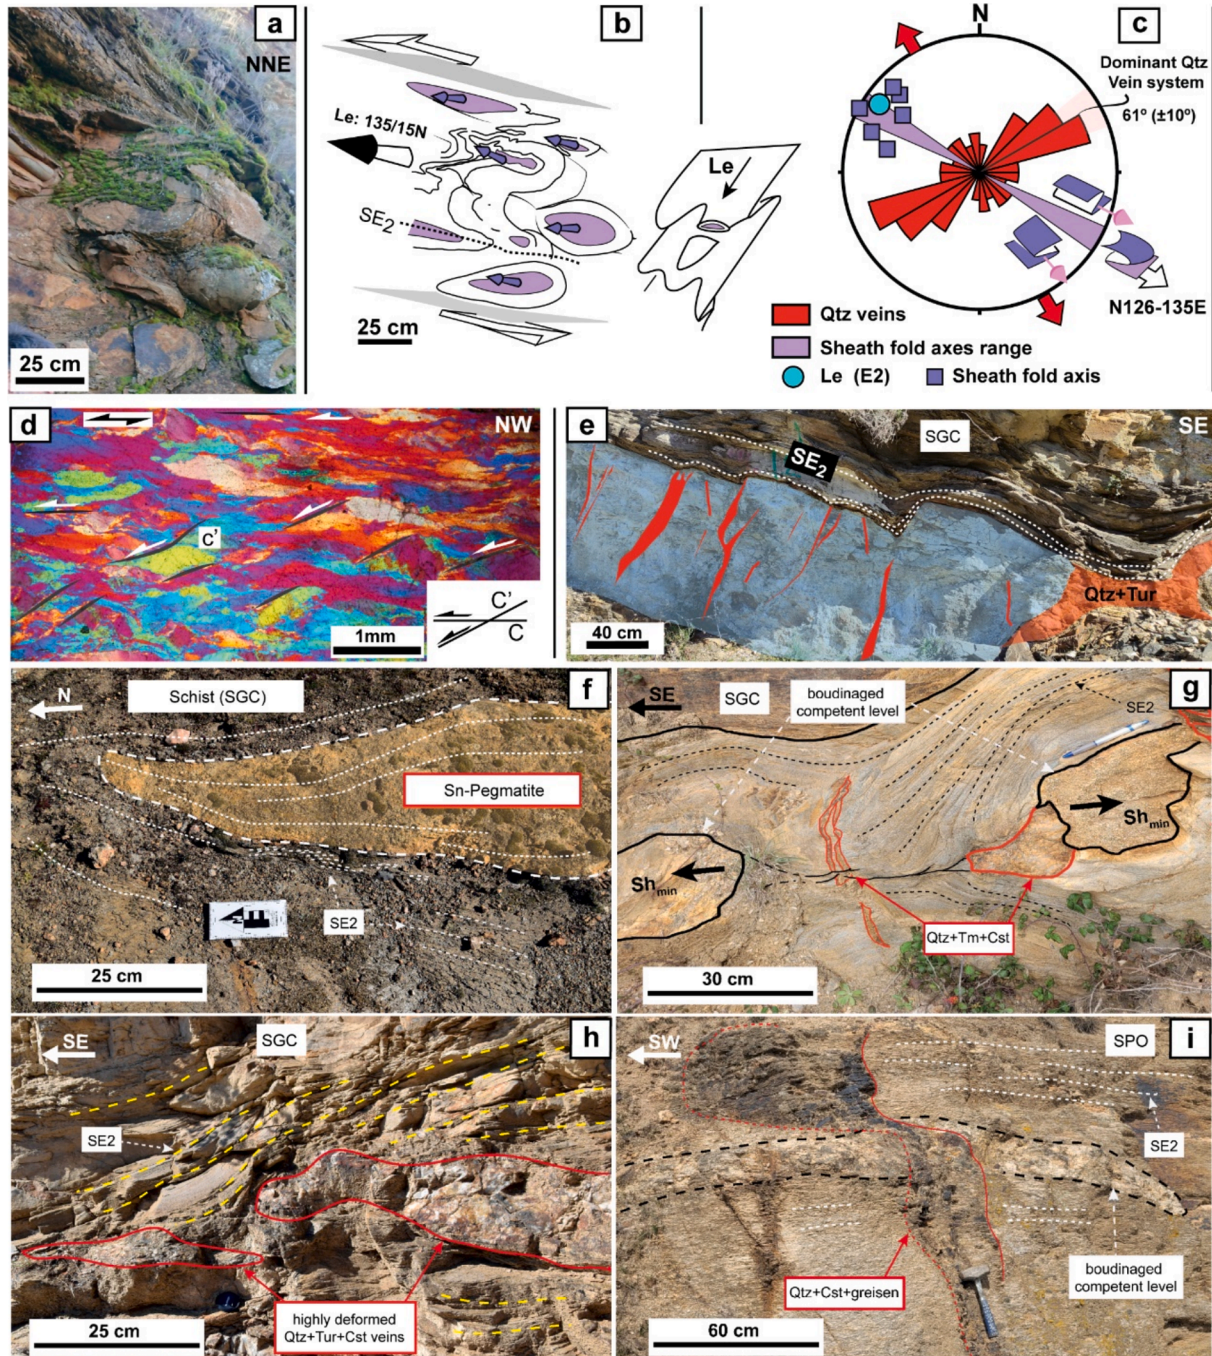 a
NNE
25 cm
b
Le: 135/15N
SE2
25 cm
Le
N
c
Dominant Qtz
Vein system
61º (±10º)
N126-135E
Qtz veins
Sheath fold axes range
Le (E2)
Sheath fold axis
d
NW
c'
C'
C
1mm
e
SGC
SE
SE2
Qtz+Tur
40 cm
N
Schist (SGC)
f
Sn-Pegmatite
SE2
25 cm
SE
SGC
boudinaged
competent level
g
SE2
Shmin
Shmin
Qtz+Tm+Cst
30 cm
SE
SGC
h
SE2
highly deformed
Qtz+Tur+Cst veins
25 cm
SW
SPO
i
SE2
Qtz+Cst+greisen
boudinaged
competent level
60 cm